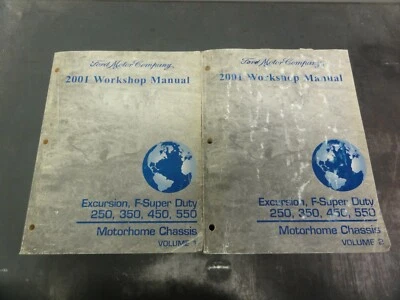 Ford Motor Company
2001 Workshop Manual
Excursion, F-Super Duty
250, 350, 450, 550
Motorhome Chassis
VOLUME 1
Ford Motor Company
2001 Workshop Manual
Excursion, F-Super Duty
250, 350, 450, 550
Motorhome Chassis
VOLUME 2